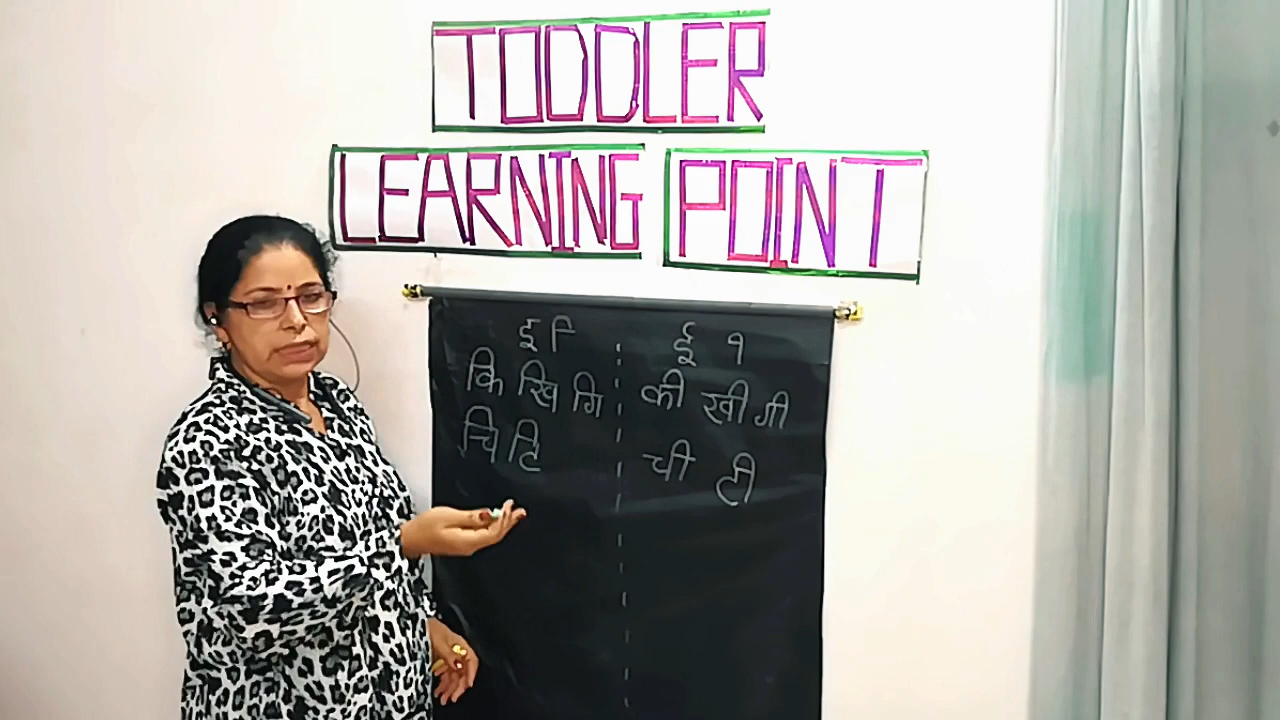 TODDLER
LEARNING POINT
इ ि ई ी
कि खि गि की खी गी
चि टि ची टी